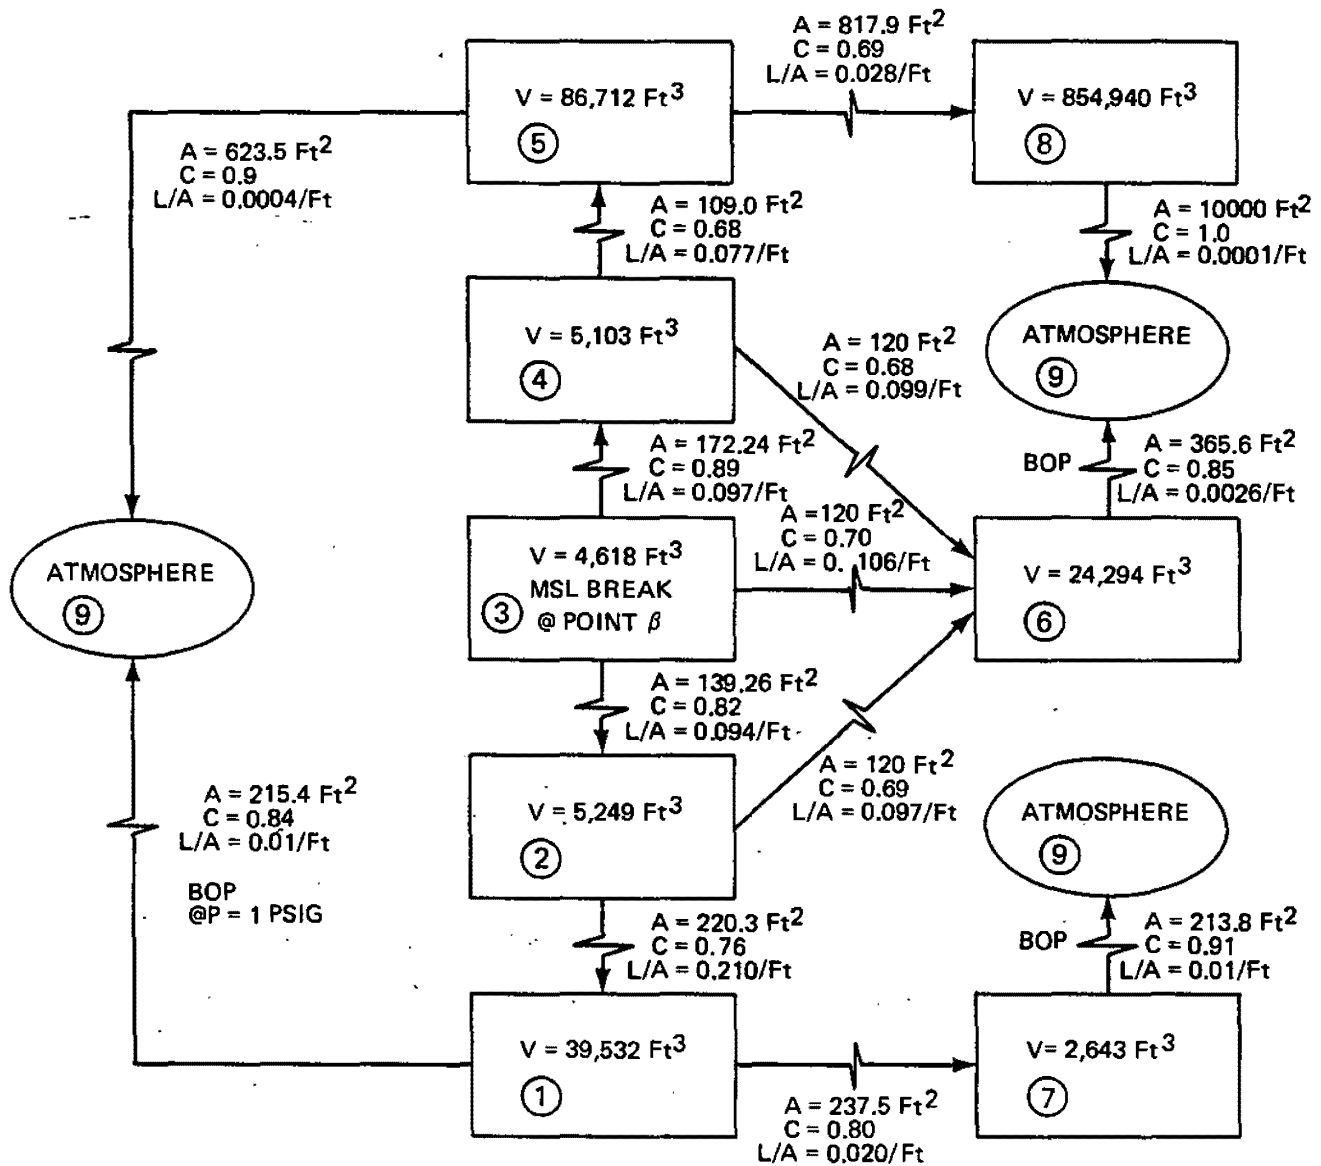 A = 817.9 Ft²
C = 0.69
L/A = 0.028/Ft
V = 86,712 Ft³
5
V = 854,940 Ft³
8
A = 623.5 Ft²
C = 0.9
L/A = 0.0004/Ft
A = 109.0 Ft²
C = 0.68
L/A = 0.077/Ft
A = 10000 Ft²
C = 1.0
L/A = 0.0001/Ft
V = 5,103 Ft³
4
A = 120 Ft²
C = 0.68
L/A = 0.099/Ft
ATMOSPHERE
9
A = 172.24 Ft²
C = 0.89
L/A = 0.097/Ft
BOP
A = 365.6 Ft²
C = 0.85
L/A = 0.0026/Ft
A =120 Ft²
C = 0.70
L/A = 0. 106/Ft
ATMOSPHERE
9
V = 4,618 Ft³
MSL BREAK
3 @ POINT β
V = 24,294 Ft³
6
A = 139.26 Ft²
C = 0.82
L/A = 0.094/Ft
A = 120 Ft²
C = 0.69
L/A = 0.097/Ft
A = 215.4 Ft²
C = 0.84
L/A = 0.01/Ft
BOP
@P = 1 PSIG
V = 5,249 Ft³
2
ATMOSPHERE
9
A = 220.3 Ft²
C = 0.76
L/A = 0.210/Ft
BOP
A = 213.8 Ft²
C = 0.91
L/A = 0.01/Ft
V = 39,532 Ft³
1
V= 2,643 Ft³
7
A = 237.5 Ft²
C = 0.80
L/A = 0.020/Ft